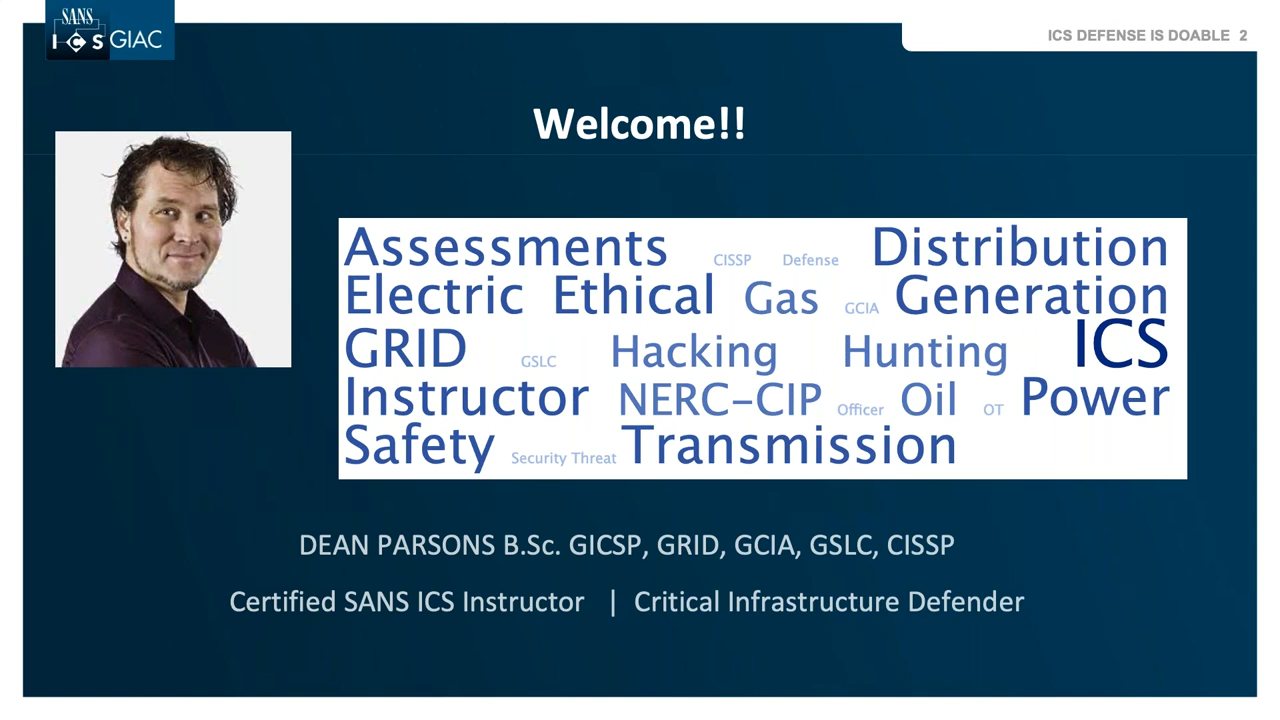 SANS
ICS GIAC
ICS DEFENSE IS DOABLE 2
Welcome!!
Assessments CISSP Defense Distribution
Electric Ethical Gas GCIA Generation
GRID GSLC Hacking Hunting ICS
Instructor NERC-CIP Officer Oil OT Power
Safety Security Threat Transmission
DEAN PARSONS B.Sc. GICSP, GRID, GCIA, GSLC, CISSP
Certified SANS ICS Instructor | Critical Infrastructure Defender